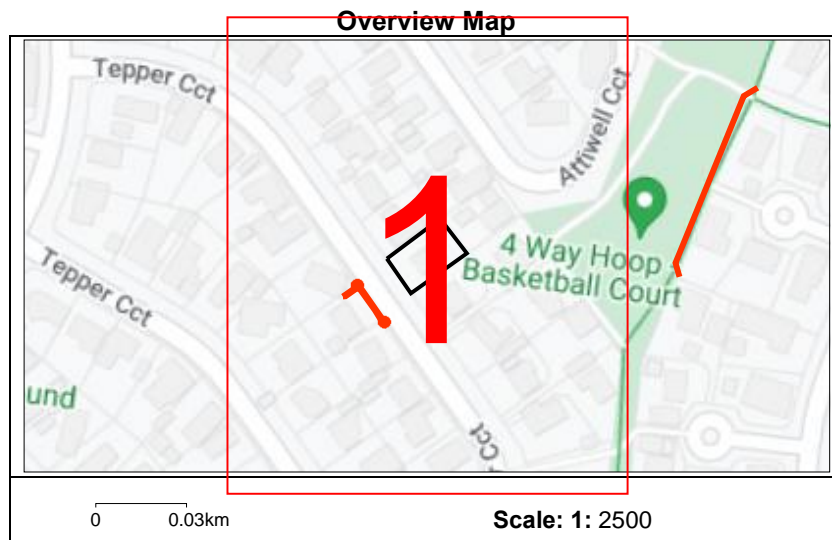 Overview Map
Tepper Cct
Attiwell Cct
1
4 Way Hoop
Basketball Court
Tepper Cct
und
Cct
0 0.03km
Scale: 1: 2500